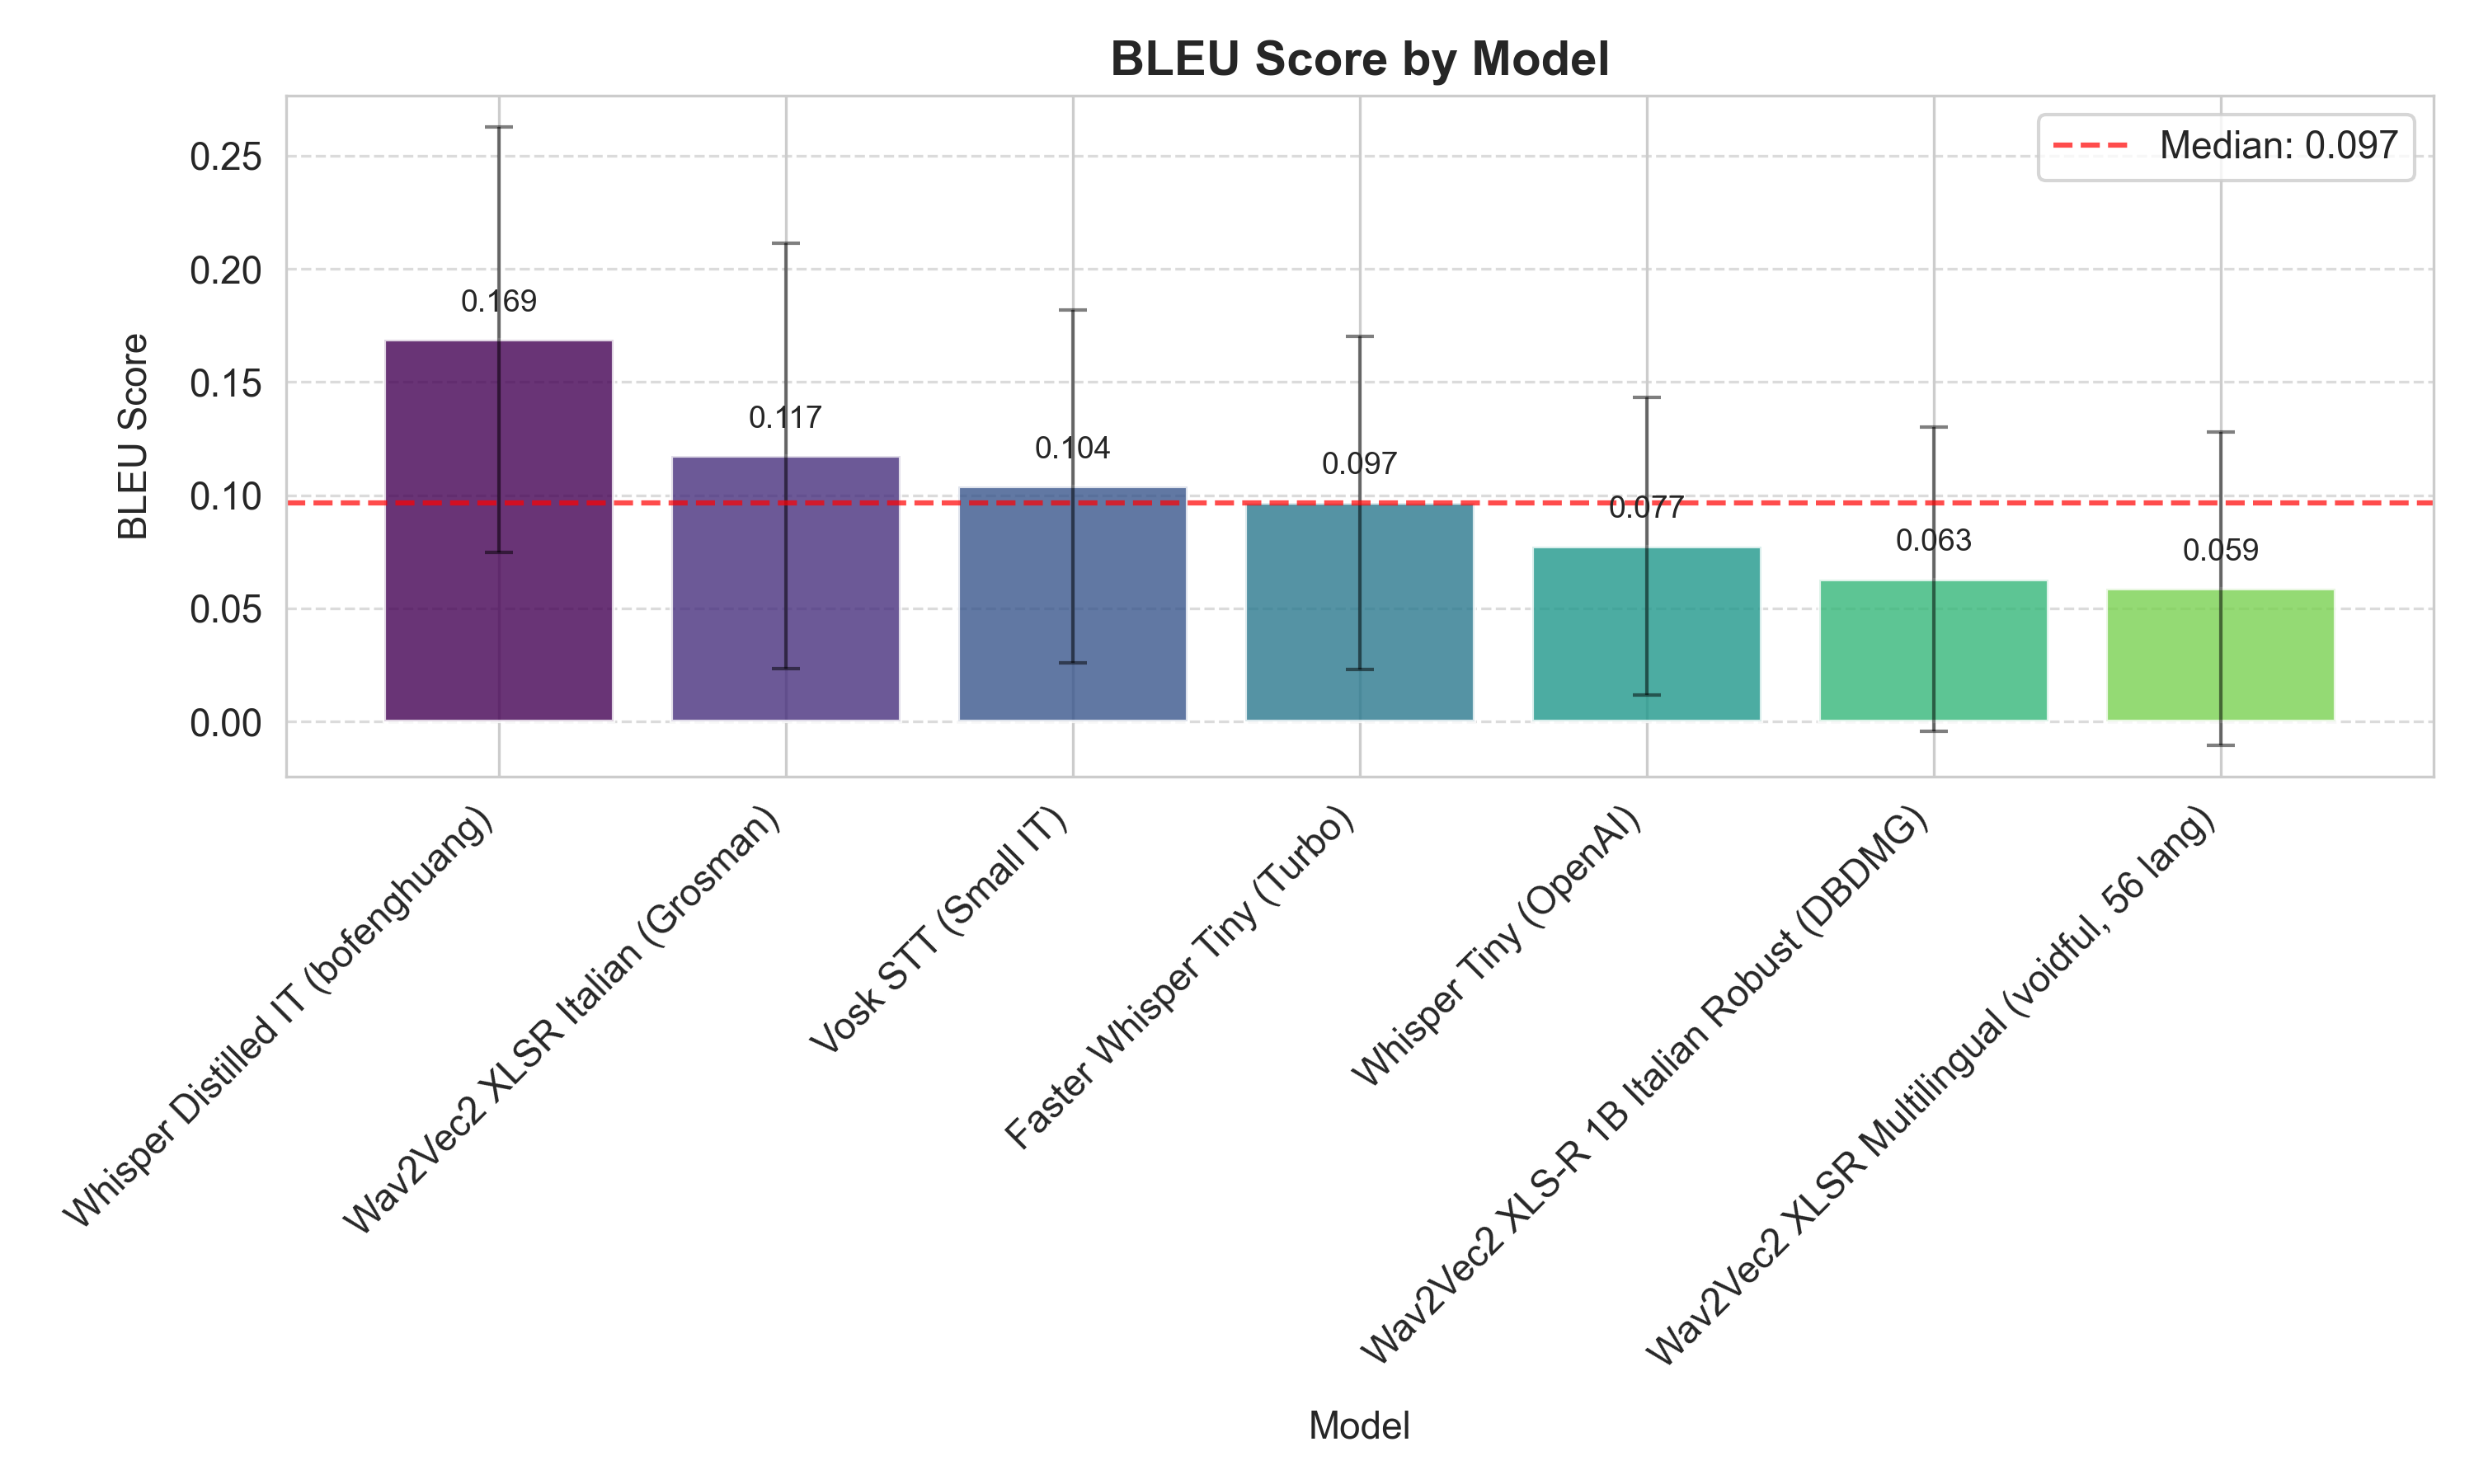 BLEU Score by Model
Median: 0.097
BLEU Score
0.25
0.20
0.15
0.10
0.05
0.00
0.169
0.117
0.104
0.097
0.077
0.063
0.059
Whisper Distilled IT (bofenghuang)
Wav2Vec2 XLSR Italian (Grosman)
Vosk STT (Small IT)
Faster Whisper Tiny (Turbo)
Whisper Tiny (OpenAI)
Wav2Vec2 XLS-R 1B Italian Robust (DBDMG)
Wav2Vec2 XLSR Multilingual (voidful, 56 lang)
Model